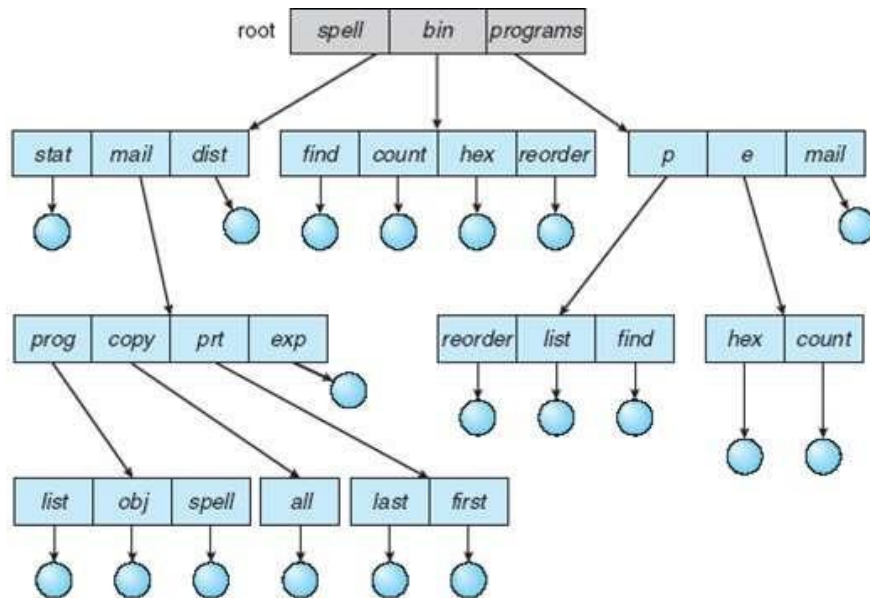 root spell bin programs
stat mail dist find count hex reorder p e mail
prog copy prt exp reorder list find hex count
list obj spell all last first